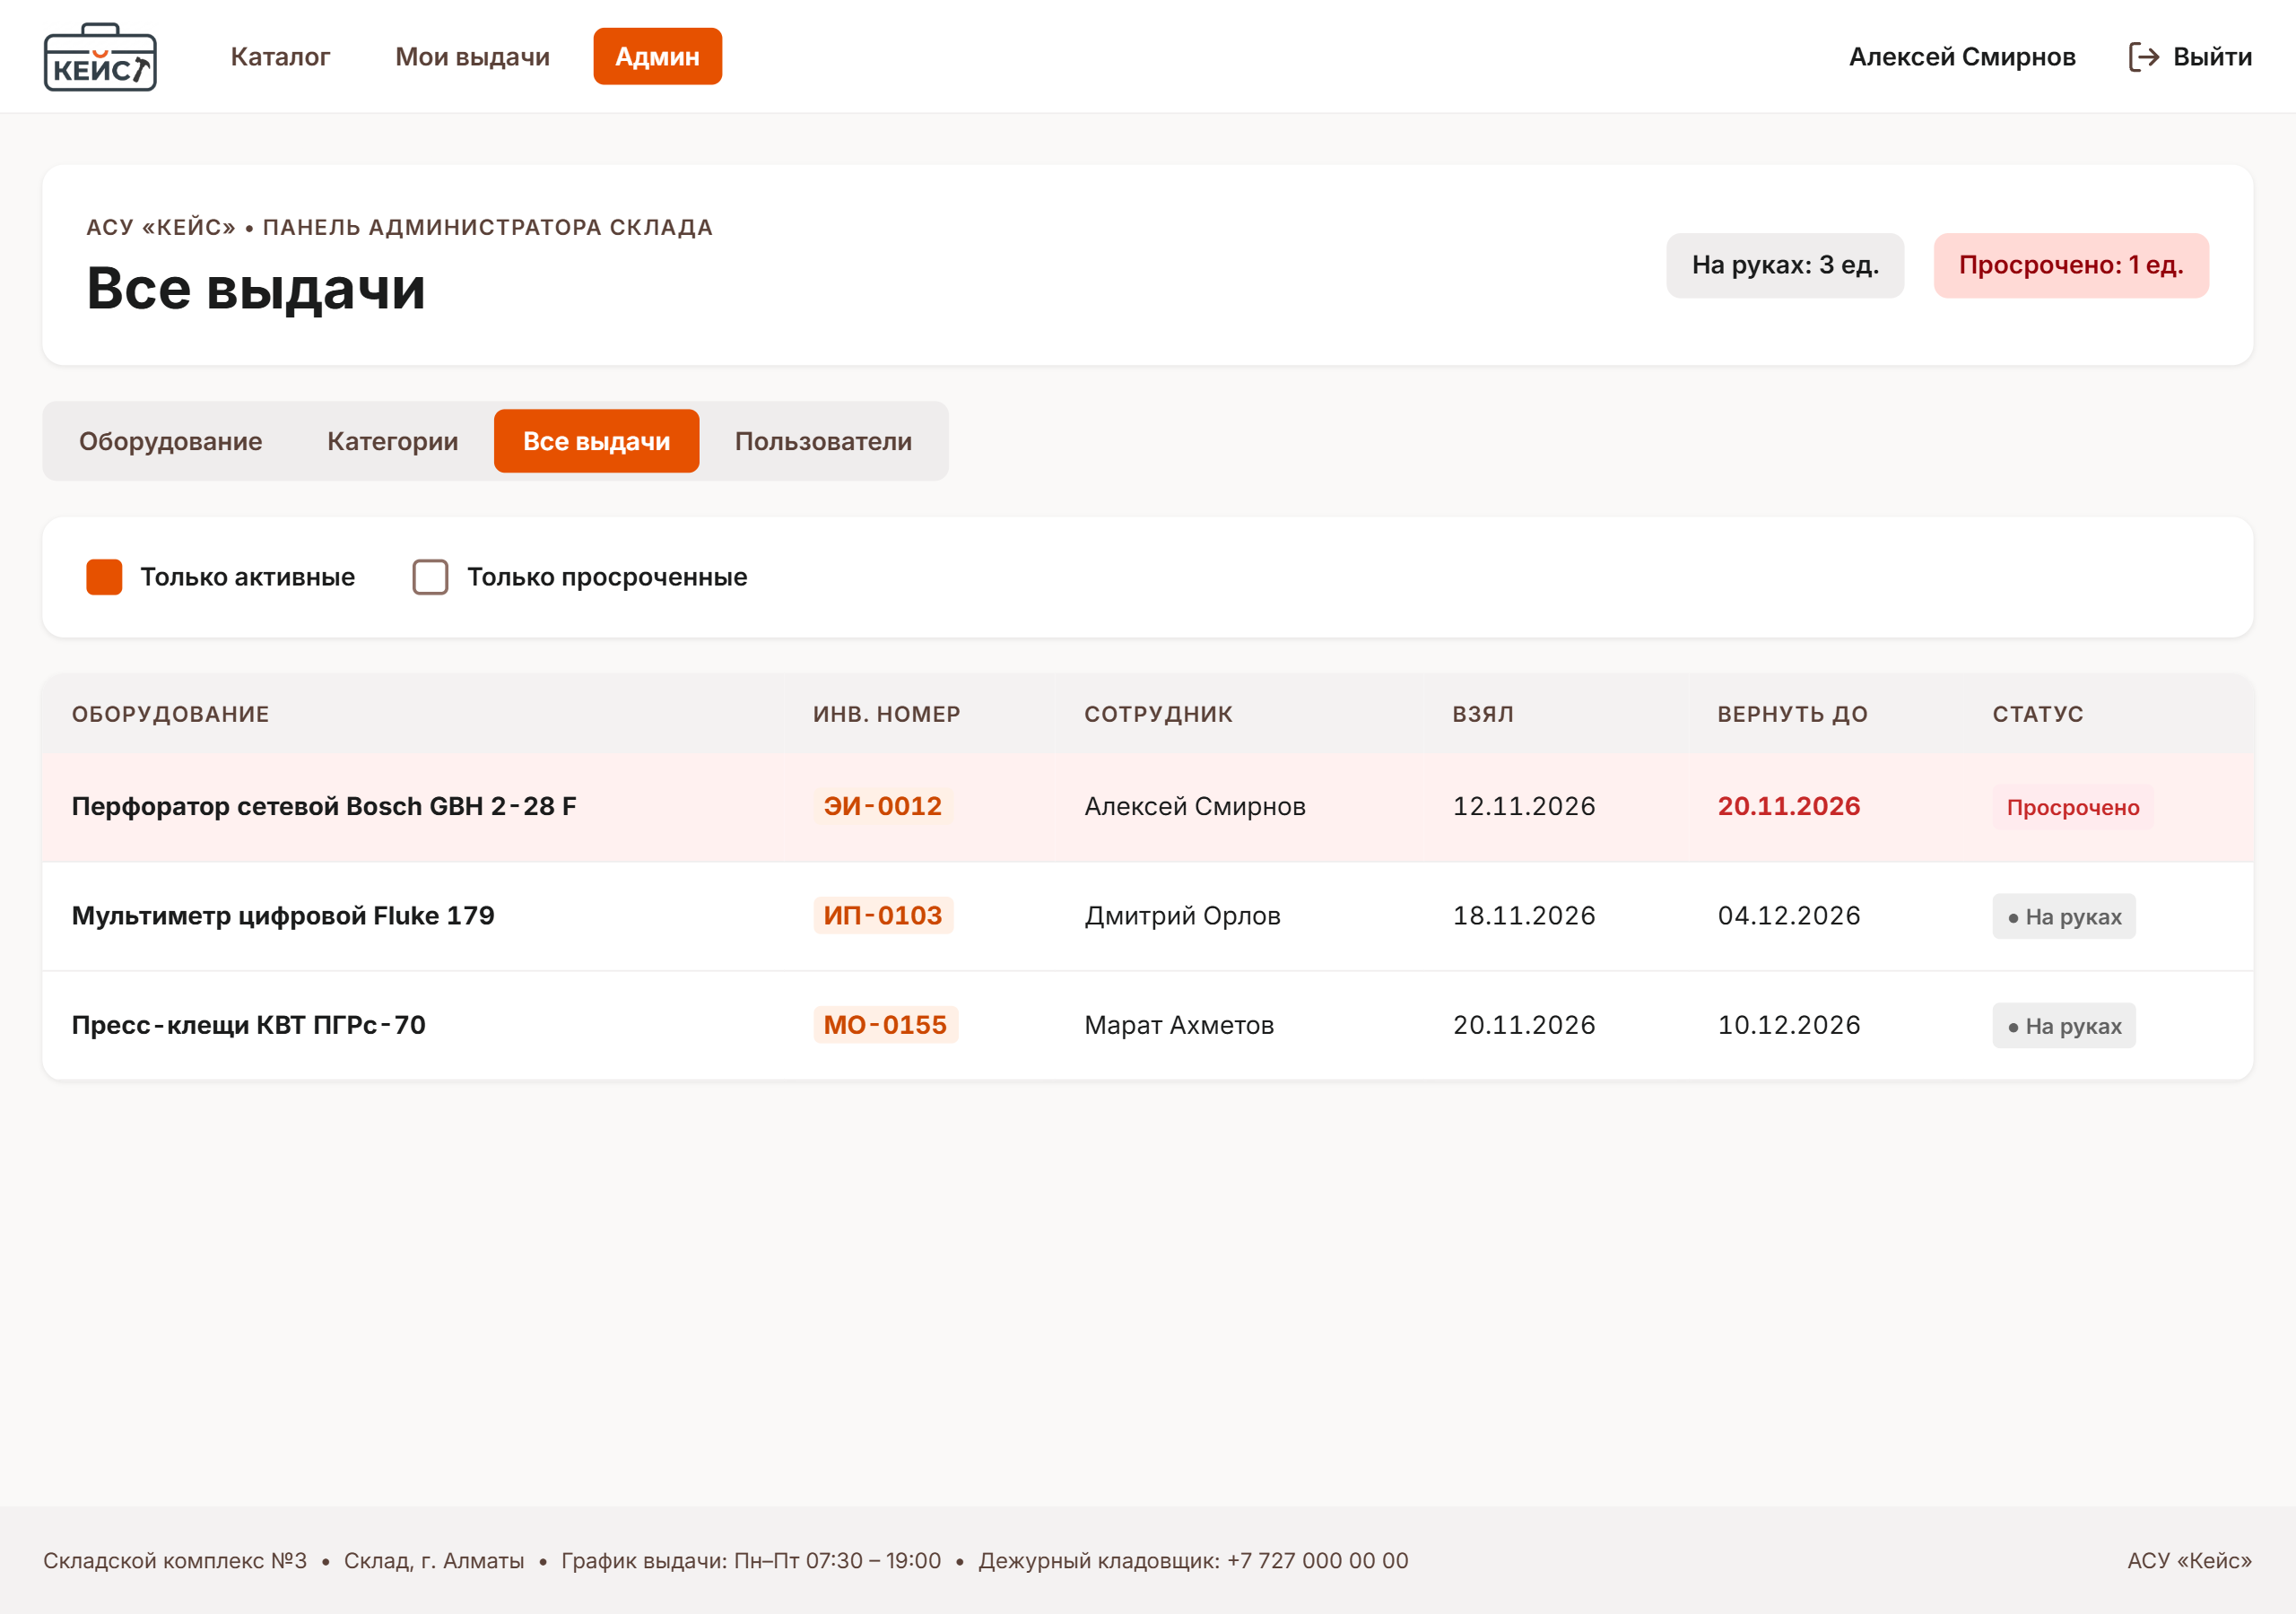 КЕЙС Каталог Мои выдачи Админ Алексей Смирнов Выйти
АСУ «КЕЙС» • ПАНЕЛЬ АДМИНИСТРАТОРА СКЛАДА
Все выдачи
На руках: 3 ед. Просрочено: 1 ед.
Оборудование Категории Все выдачи Пользователи
Только активные Только просроченные
ОБОРУДОВАНИЕ ИНВ. НОМЕР СОТРУДНИК ВЗЯЛ ВЕРНУТЬ ДО СТАТУС
Перфоратор сетевой Bosch GBH 2-28 F ЭИ-0012 Алексей Смирнов 12.11.2026 20.11.2026 Просрочено
Мультиметр цифровой Fluke 179 ИП-0103 Дмитрий Орлов 18.11.2026 04.12.2026 • На руках
Пресс-клещи КВТ ПГРс-70 МО-0155 Марат Ахметов 20.11.2026 10.12.2026 • На руках
Складской комплекс №3 • Склад, г. Алматы • График выдачи: Пн–Пт 07:30 – 19:00 • Дежурный кладовщик: +7 727 000 00 00 АСУ «Кейс»